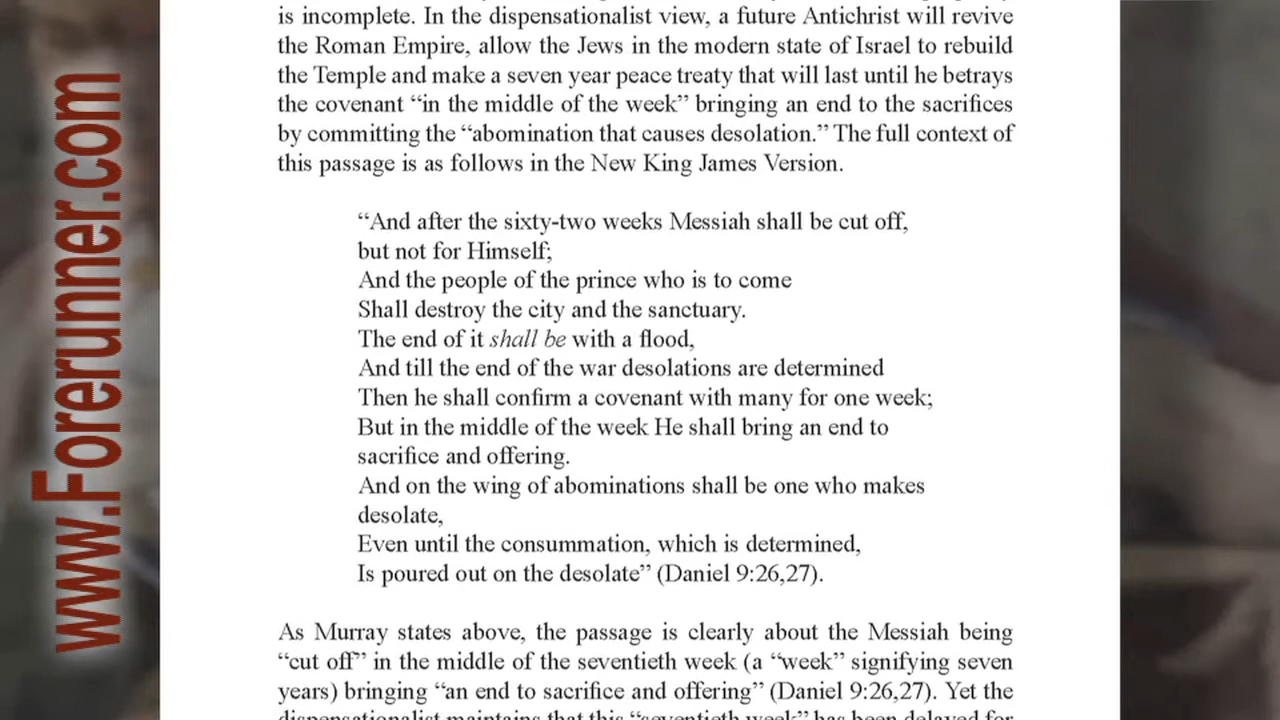 www.Forerunner.com
is incomplete. In the dispensationalist view, a future Antichrist will revive
the Roman Empire, allow the Jews in the modern state of Israel to rebuild
the Temple and make a seven year peace treaty that will last until he betrays
the covenant “in the middle of the week” bringing an end to the sacrifices
by committing the “abomination that causes desolation.” The full context of
this passage is as follows in the New King James Version.
“And after the sixty-two weeks Messiah shall be cut off,
but not for Himself;
And the people of the prince who is to come
Shall destroy the city and the sanctuary.
The end of it shall be with a flood,
And till the end of the war desolations are determined
Then he shall confirm a covenant with many for one week;
But in the middle of the week He shall bring an end to
sacrifice and offering.
And on the wing of abominations shall be one who makes
desolate,
Even until the consummation, which is determined,
Is poured out on the desolate” (Daniel 9:26,27).
As Murray states above, the passage is clearly about the Messiah being
“cut off” in the middle of the seventieth week (a “week” signifying seven
years) bringing “an end to sacrifice and offering” (Daniel 9:26,27). Yet the
dispensationalist maintains that this “seventieth week” has been delayed for